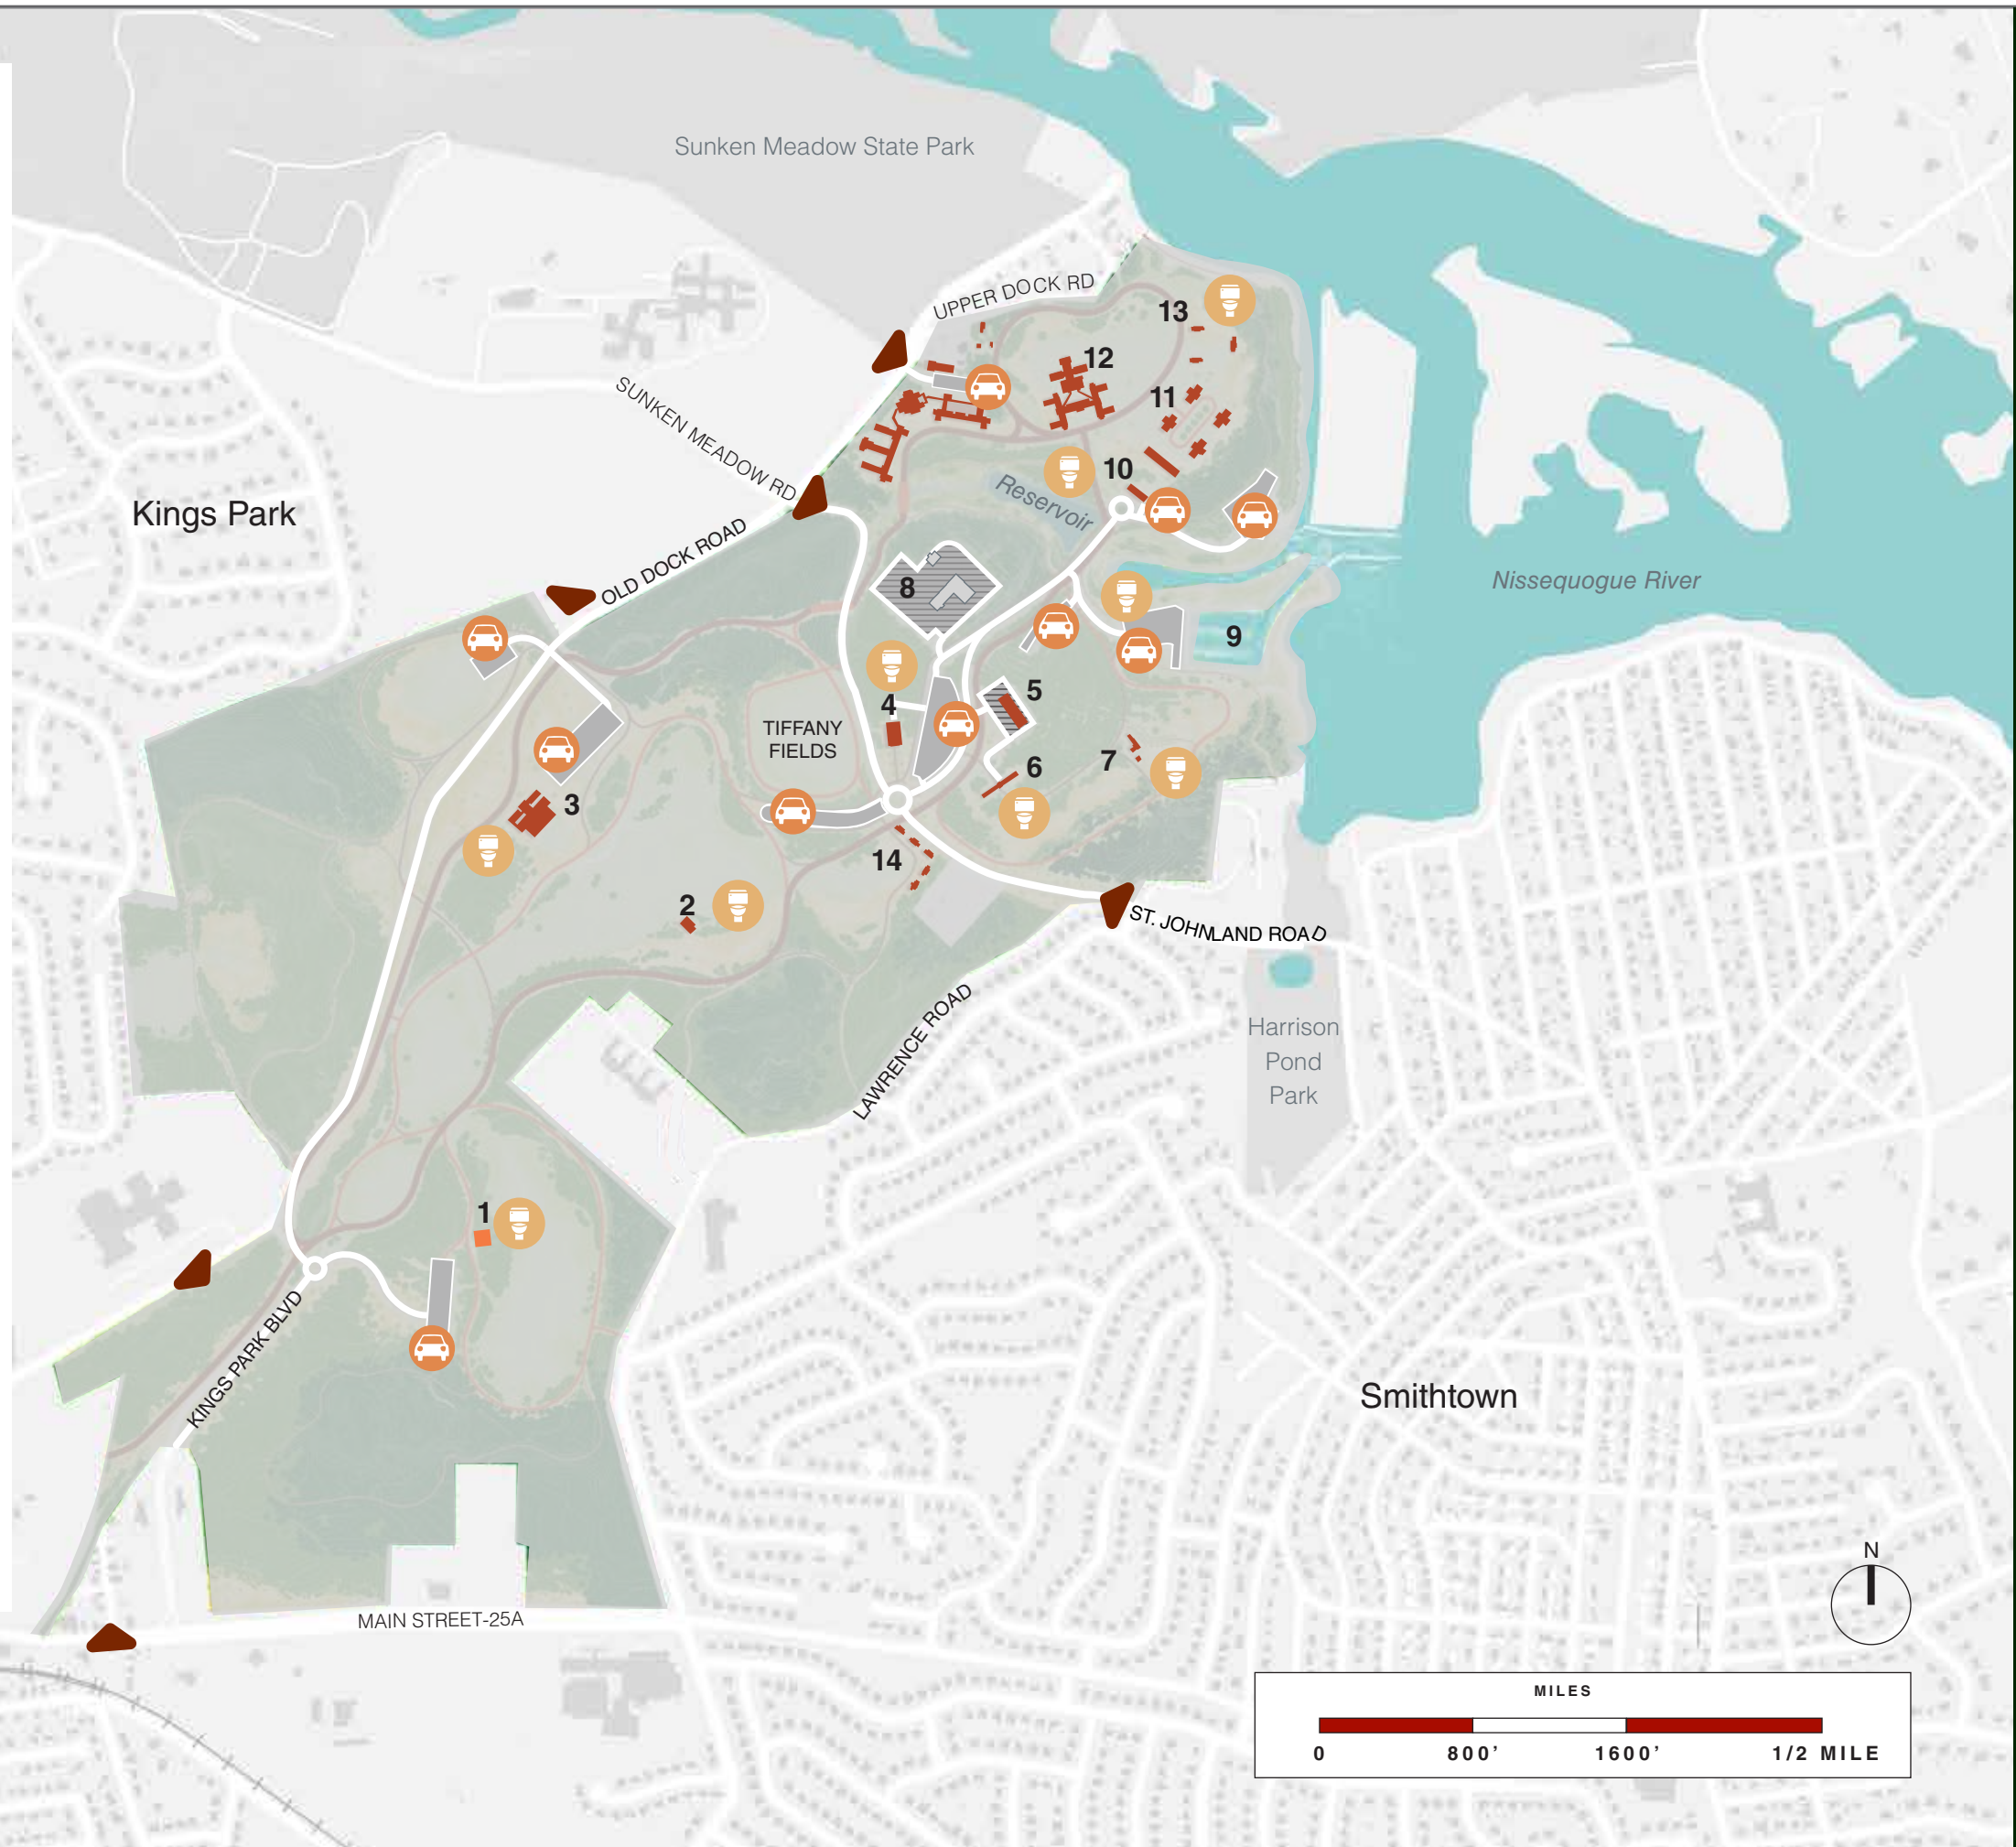 Sunken Meadow State Park
UPPER DOCK RD
13
12
SUNKEN MEADOW RD
11
10
Reservoir
Kings Park
OLD DOCK ROAD
Nissequogue River
8
9
5
4
TIFFANY
FIELDS
7
6
3
14
2
ST. JOHNLAND ROAD
LAWRENCE ROAD
Harrison
Pond
Park
1
KINGS PARK BLVD
Smithtown
N
MAIN STREET-25A
MILES
0 800’ 1600’ 1/2 MILE